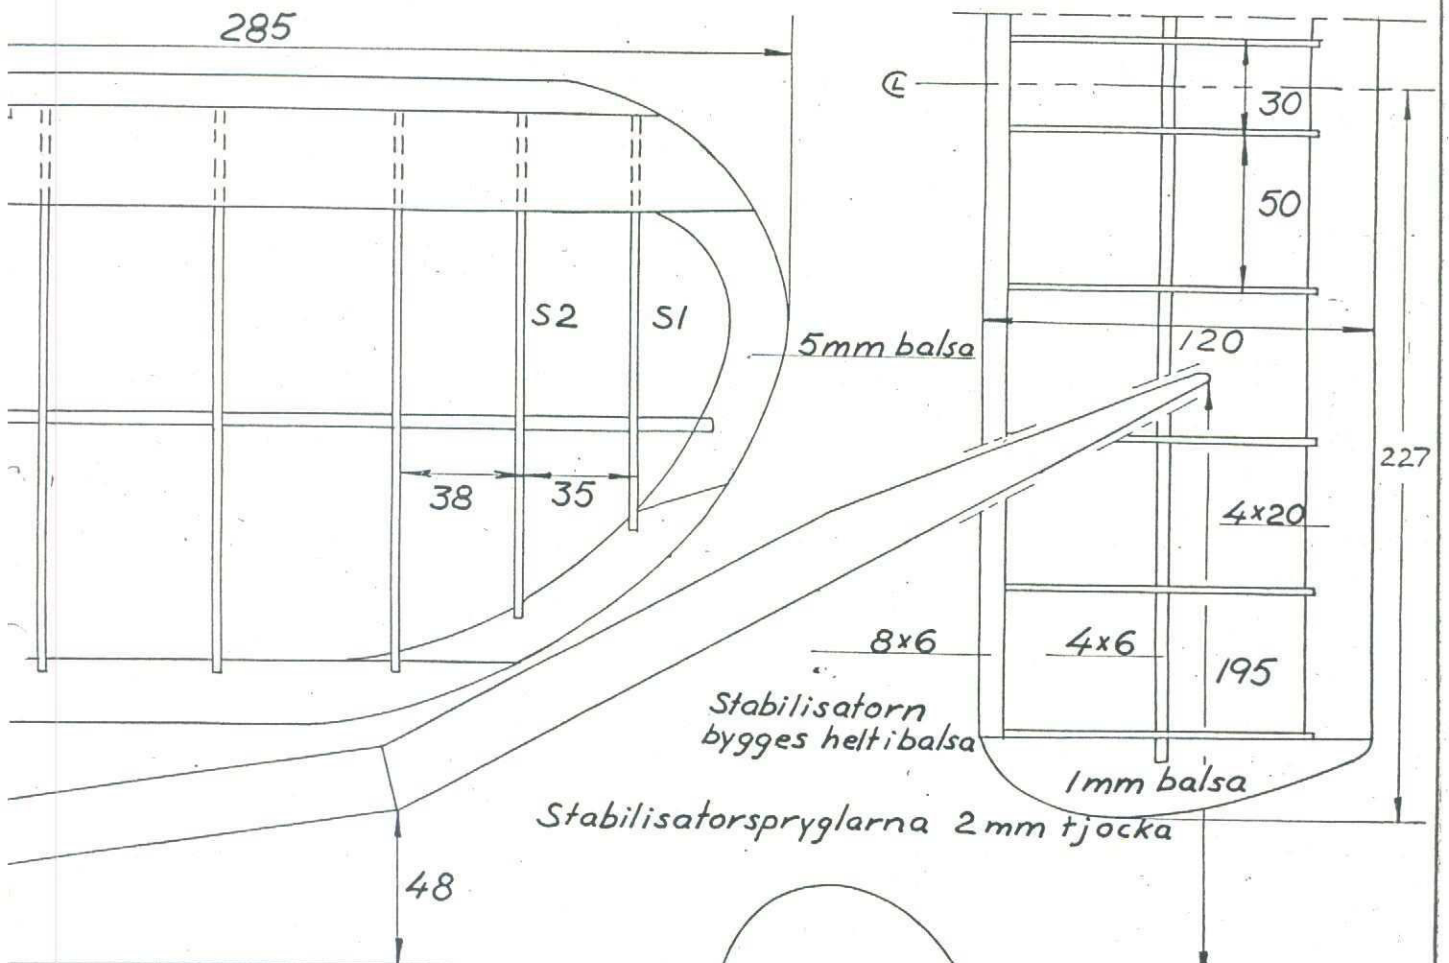 285
℄
30
50
S2
S1
5mm balsa
120
38
35
227
4×20
8×6
4×6
195
Stabilisatorn
bygges helt i balsa
1mm balsa
Stabilisatorspryglarna 2mm tjocka
48